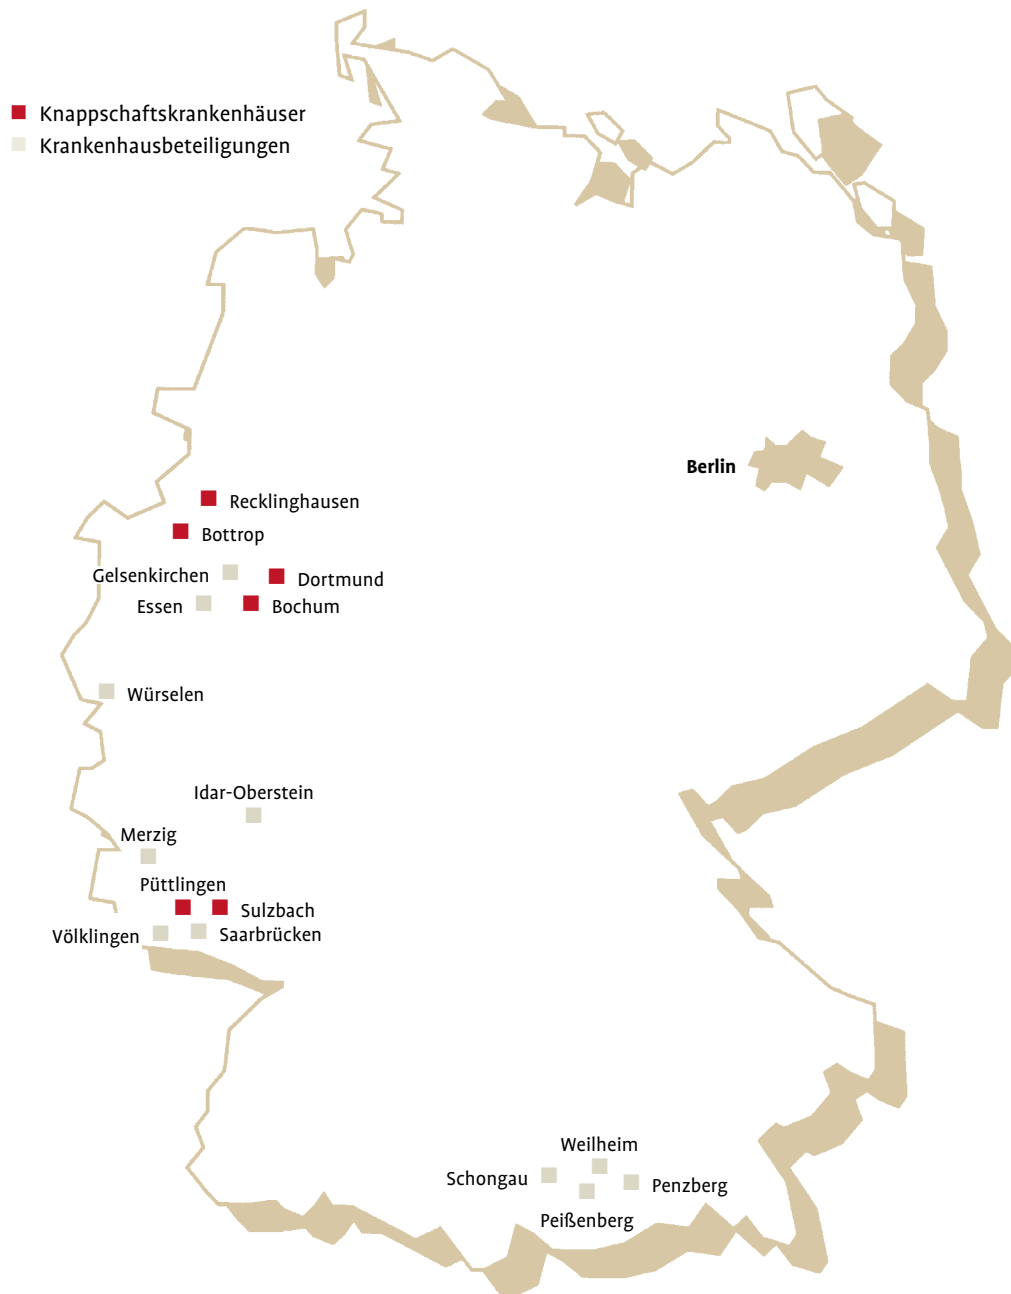 Knappschaftskrankenhäuser
Krankenhausbeteiligungen
Berlin
Recklinghausen
Bottrop
Gelsenkirchen
Dortmund
Essen
Bochum
Würselen
Idar-Oberstein
Merzig
Püttlingen
Sulzbach
Völklingen
Saarbrücken
Weilheim
Schongau
Penzberg
Peißenberg